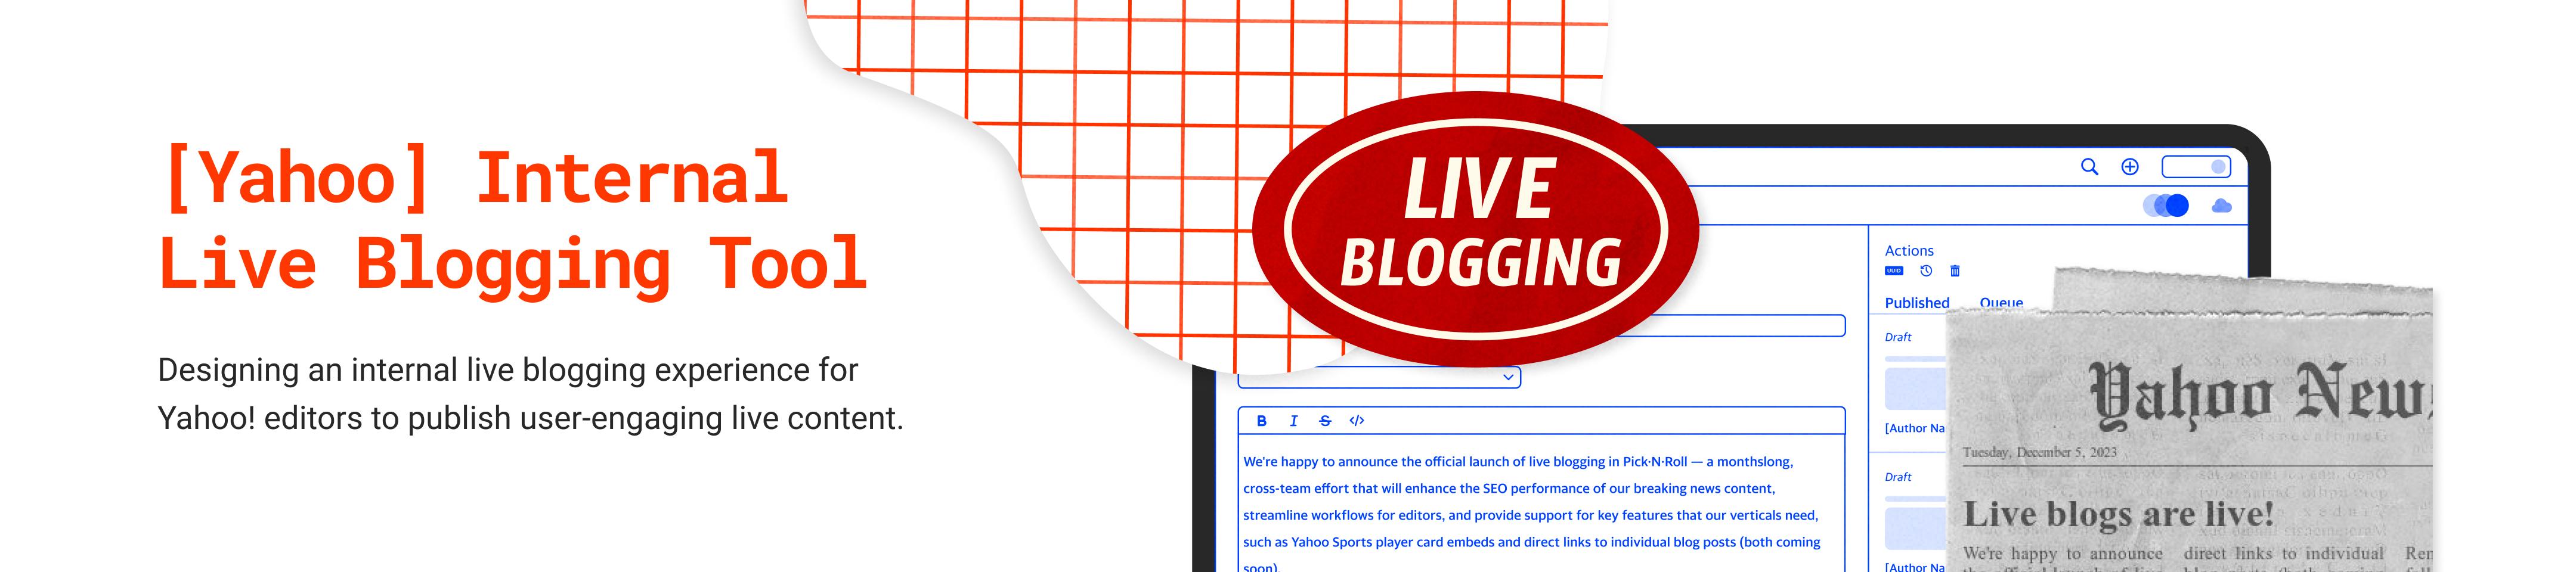 [Yahoo] Internal
Live Blogging Tool
Designing an internal live blogging experience for
Yahoo! editors to publish user-engaging live content.
LIVE
BLOGGING
B I S </>
We're happy to announce the official launch of live blogging in Pick-N-Roll — a monthslong,
cross-team effort that will enhance the SEO performance of our breaking news content,
streamline workflows for editors, and provide support for key features that our verticals need,
such as Yahoo Sports player card embeds and direct links to individual blog posts (both coming
soon).
Actions
UUID
Published Queue
Draft
[Author Na
Draft
[Author Na
Yahoo News
Tuesday, December 5, 2023
Live blogs are live!
We're happy to announce
direct links to individual